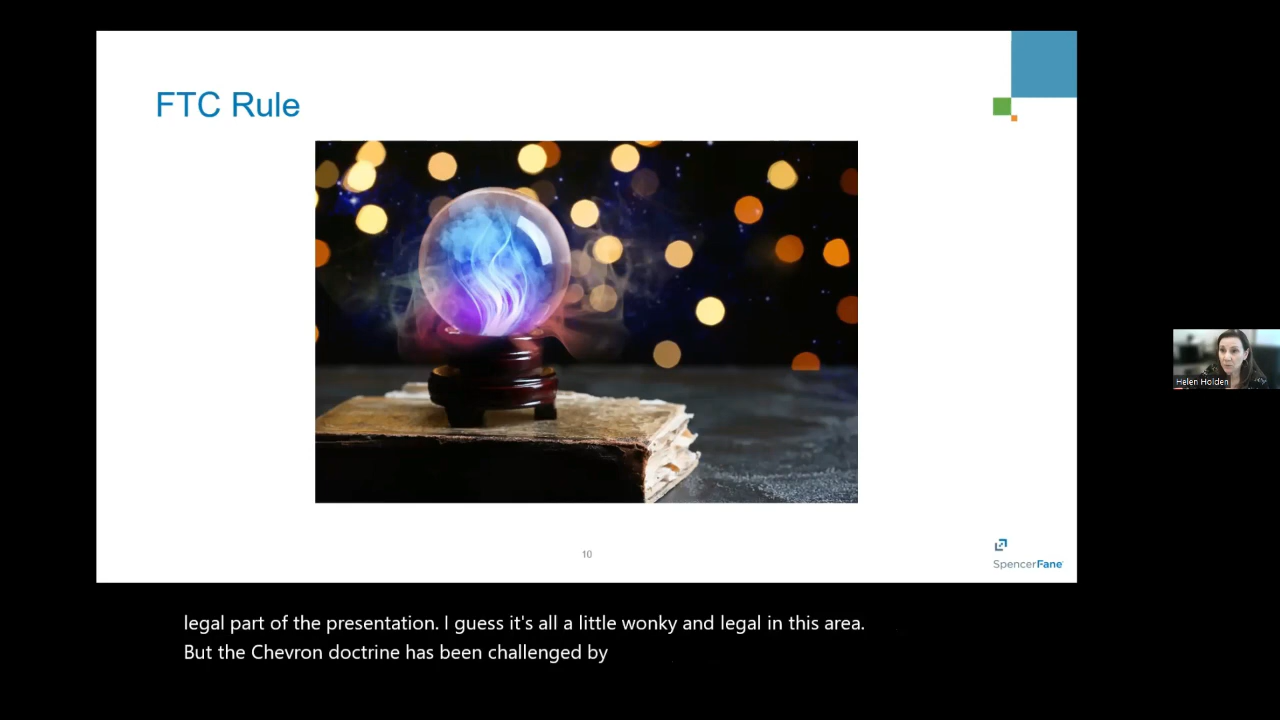 FTC Rule
10
SpencerFane
Helen Holden
legal part of the presentation. I guess it's all a little wonky and legal in this area.
But the Chevron doctrine has been challenged by